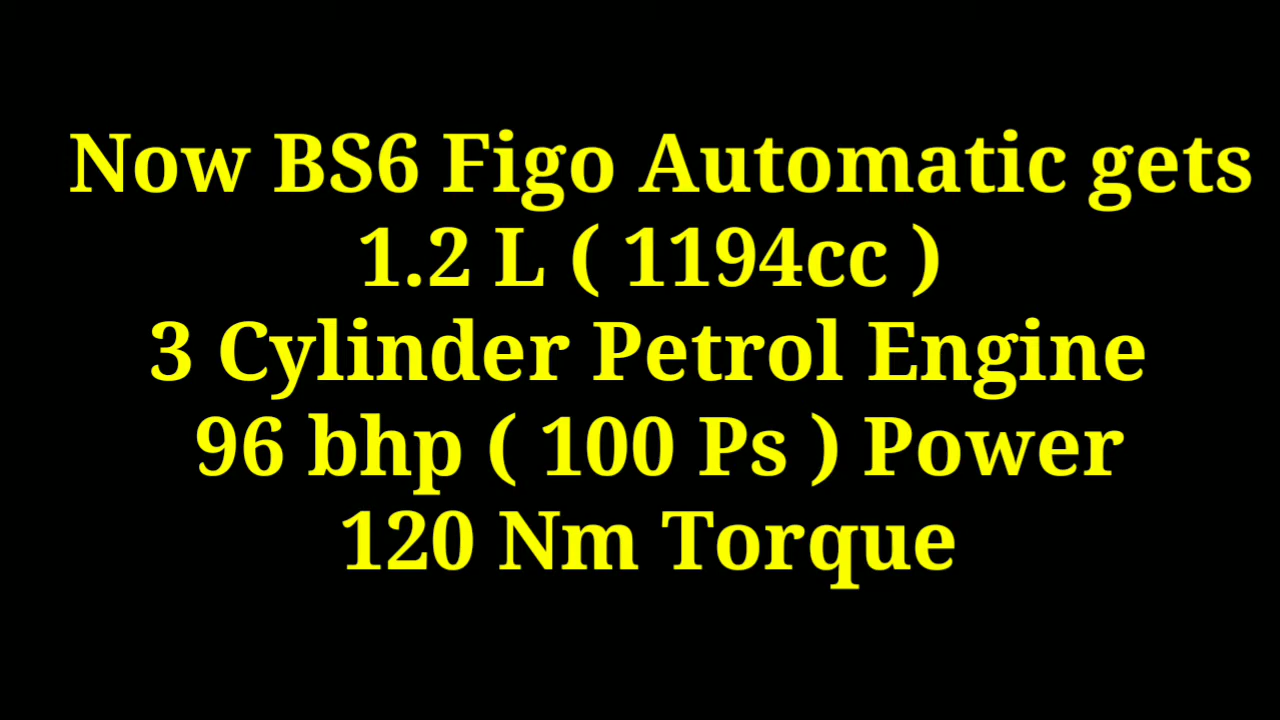 Now BS6 Figo Automatic gets
1.2 L ( 1194cc )
3 Cylinder Petrol Engine
96 bhp ( 100 Ps ) Power
120 Nm Torque